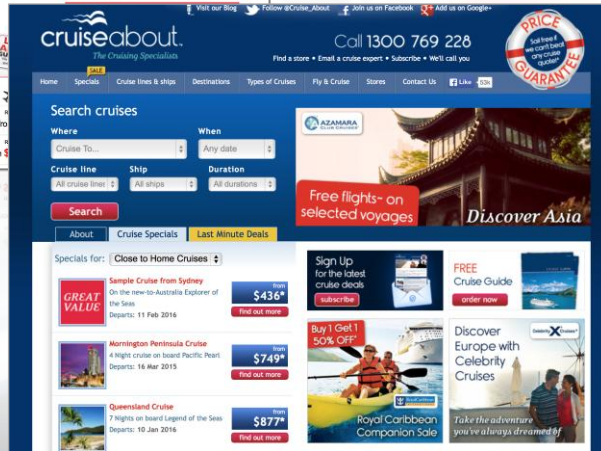 Visit our Blog Follow @Cruise_About Join us on Facebook Add us on Google+
cruiseabout
The Cruising Specialists
Call 1300 769 228
Find a store • Email a cruise expert • Subscribe • We'll call you
PRICE
Sail free if
we can't beat
any cruise
quote!*
GUARANTEE
SALE
Home Specials Cruise lines & ships Destinations Types of Cruises Fly & Cruise Stores Contact Us Like 53k
Search cruises
Where When
Cruise To... Any date
Cruise line Ship Duration
All cruise lines All ships All durations
Search
AZAMARA
CLUB CRUISES
Free flights- on
selected voyages
Discover Asia
About Cruise Specials Last Minute Deals
Specials for: Close to Home Cruises
GREAT
VALUE
Sample Cruise from Sydney
On the new-to-Australia Explorer of
the Seas
Departs: 11 Feb 2016
from
$436*
find out more
Mornington Peninsula Cruise
4 Night cruise on board Pacific Pearl
Departs: 16 Mar 2015
from
$749*
find out more
Queensland Cruise
7 Nights on board Legend of the Seas
Departs: 10 Jan 2016
from
$877*
find out more
Sign Up
for the latest
cruise deals
subscribe
FREE
Cruise Guide
order now
Buy 1 Get 1
50% OFF*
Royal Caribbean
Companion Sale
Discover
Europe with
Celebrity
Cruises
Celebrity X Cruises
Take the adventure
you've always dreamed of